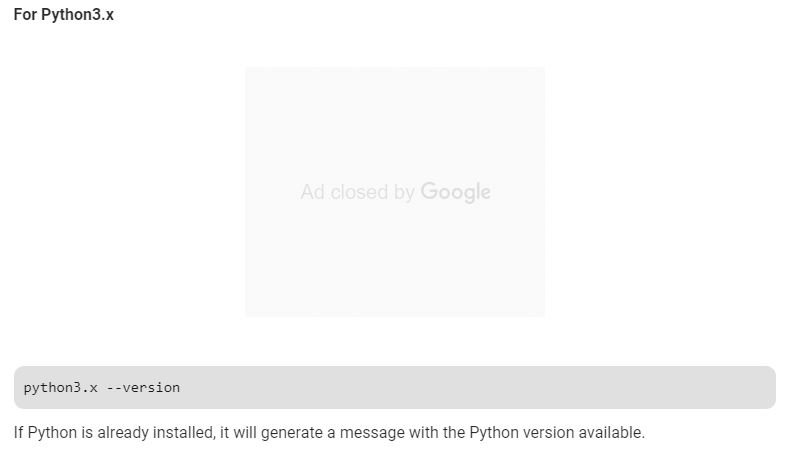 For Python3.x
Ad closed by Google
python3.x --version
If Python is already installed, it will generate a message with the Python version available.